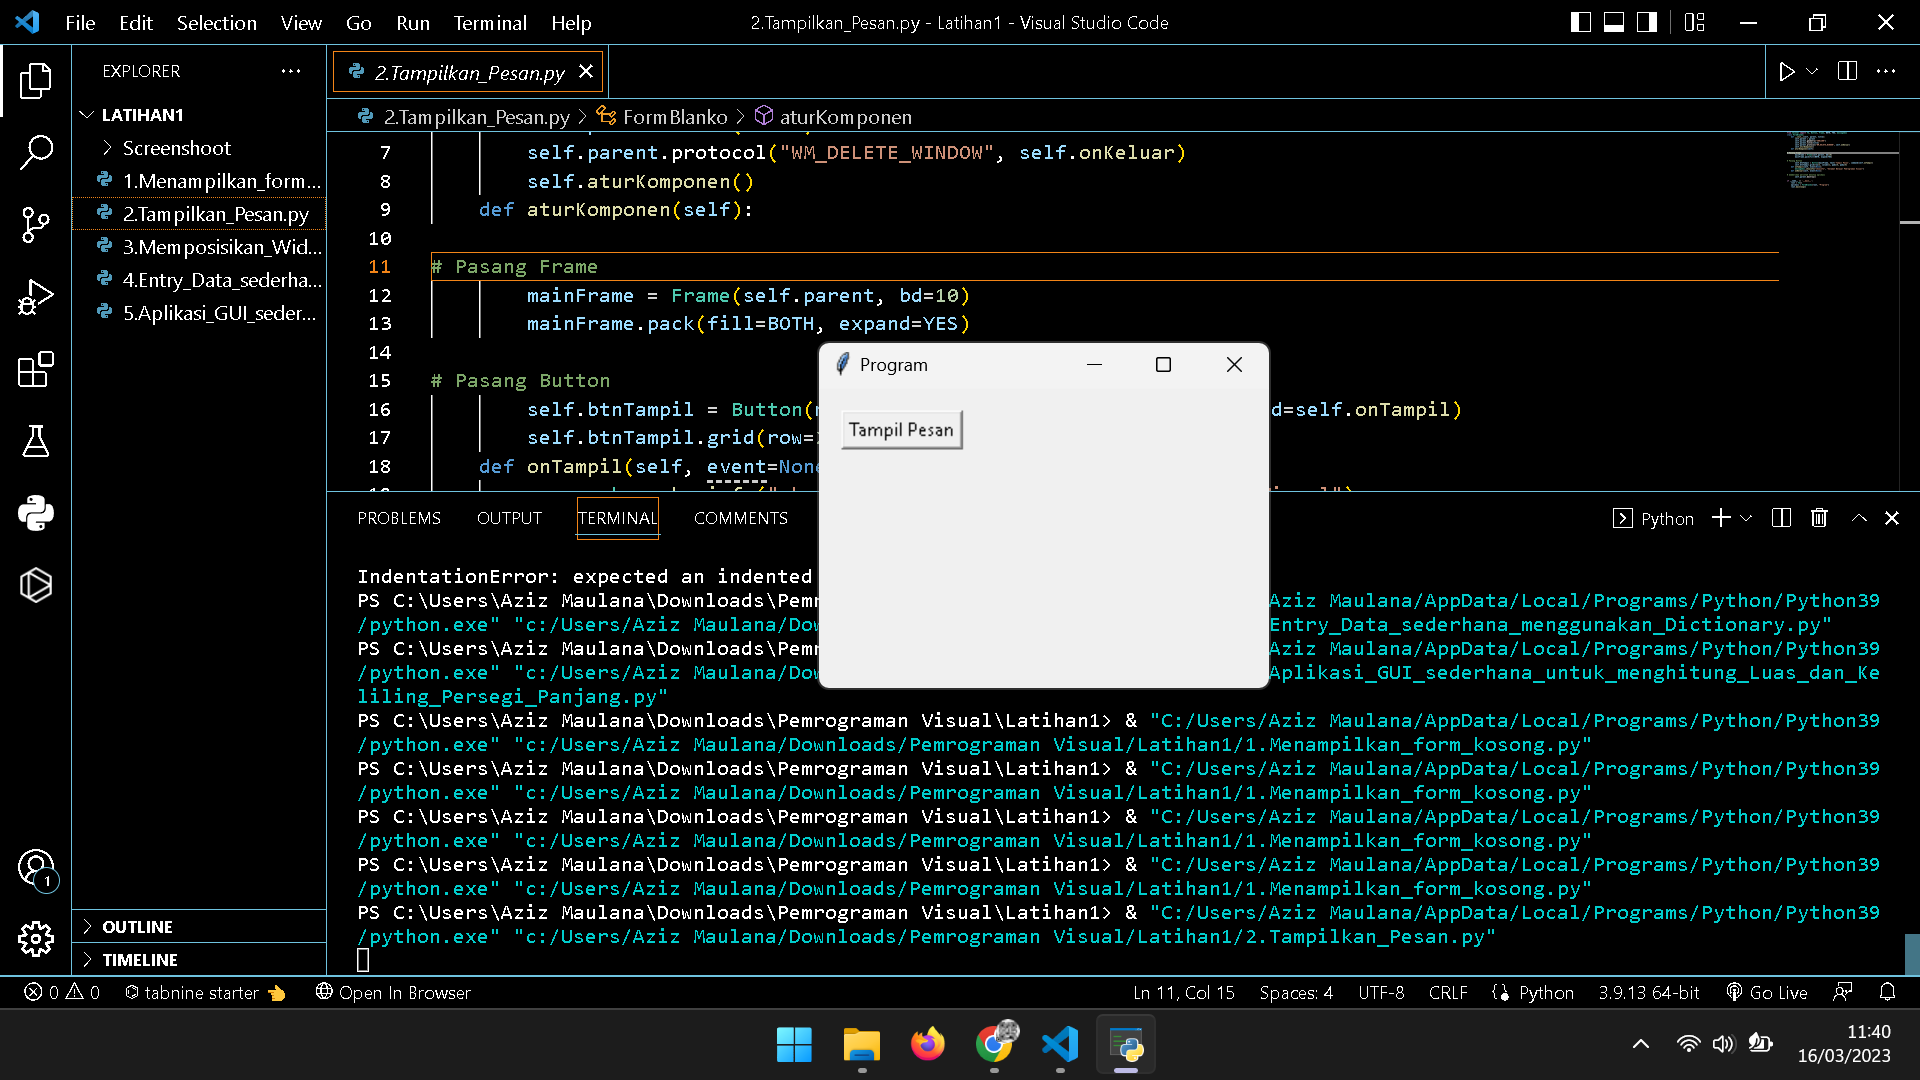 File Edit Selection View Go Run Terminal Help
2.Tampilkan_Pesan.py - Latihan1 - Visual Studio Code
EXPLORER
LATIHAN1
Screenshoot
1.Menampilkan_form...
2.Tampilkan_Pesan.py
3.Memposisikan_Wid...
4.Entry_Data_sederha...
5.Aplikasi_GUI_seder...
OUTLINE
TIMELINE
2.Tampilkan_Pesan.py
2.Tampilkan_Pesan.py > FormBlanko > aturKomponen
7 self.parent.protocol("WM_DELETE_WINDOW", self.onKeluar)
8 self.aturKomponen()
9 def aturKomponen(self):
10
11 # Pasang Frame
12 mainFrame = Frame(self.parent, bd=10)
13 mainFrame.pack(fill=BOTH, expand=YES)
14
15 # Pasang Button
16 self.btnTampil = Button( d=self.onTampil)
17 self.btnTampil.grid(row=
18 def onTampil(self, event=None
Program
Tampil Pesan
PROBLEMS OUTPUT TERMINAL COMMENTS
Python
IndentationError: expected an indented
PS C:\Users\Aziz Maulana\Downloads\Pemr Aziz Maulana/AppData/Local/Programs/Python/Python39
/python.exe" "c:/Users/Aziz Maulana/Dow Entry_Data_sederhana_menggunakan_Dictionary.py"
PS C:\Users\Aziz Maulana\Downloads\Pemr Aziz Maulana/AppData/Local/Programs/Python/Python39
/python.exe" "c:/Users/Aziz Maulana/Dow Aplikasi_GUI_sederhana_untuk_menghitung_Luas_dan_Ke
liling_Persegi_Panjang.py"
PS C:\Users\Aziz Maulana\Downloads\Pemrograman Visual\Latihan1> & "C:/Users/Aziz Maulana/AppData/Local/Programs/Python/Python39
/python.exe" "c:/Users/Aziz Maulana/Downloads/Pemrograman Visual/Latihan1/1.Menampilkan_form_kosong.py"
PS C:\Users\Aziz Maulana\Downloads\Pemrograman Visual\Latihan1> & "C:/Users/Aziz Maulana/AppData/Local/Programs/Python/Python39
/python.exe" "c:/Users/Aziz Maulana/Downloads/Pemrograman Visual/Latihan1/1.Menampilkan_form_kosong.py"
PS C:\Users\Aziz Maulana\Downloads\Pemrograman Visual\Latihan1> & "C:/Users/Aziz Maulana/AppData/Local/Programs/Python/Python39
/python.exe" "c:/Users/Aziz Maulana/Downloads/Pemrograman Visual/Latihan1/1.Menampilkan_form_kosong.py"
PS C:\Users\Aziz Maulana\Downloads\Pemrograman Visual\Latihan1> & "C:/Users/Aziz Maulana/AppData/Local/Programs/Python/Python39
/python.exe" "c:/Users/Aziz Maulana/Downloads/Pemrograman Visual/Latihan1/1.Menampilkan_form_kosong.py"
PS C:\Users\Aziz Maulana\Downloads\Pemrograman Visual\Latihan1> & "C:/Users/Aziz Maulana/AppData/Local/Programs/Python/Python39
/python.exe" "c:/Users/Aziz Maulana/Downloads/Pemrograman Visual/Latihan1/2.Tampilkan_Pesan.py"
1
0 0 tabnine starter 👈 Open In Browser Ln 11, Col 15 Spaces: 4 UTF-8 CRLF Python 3.9.13 64-bit Go Live
11:40
16/03/2023